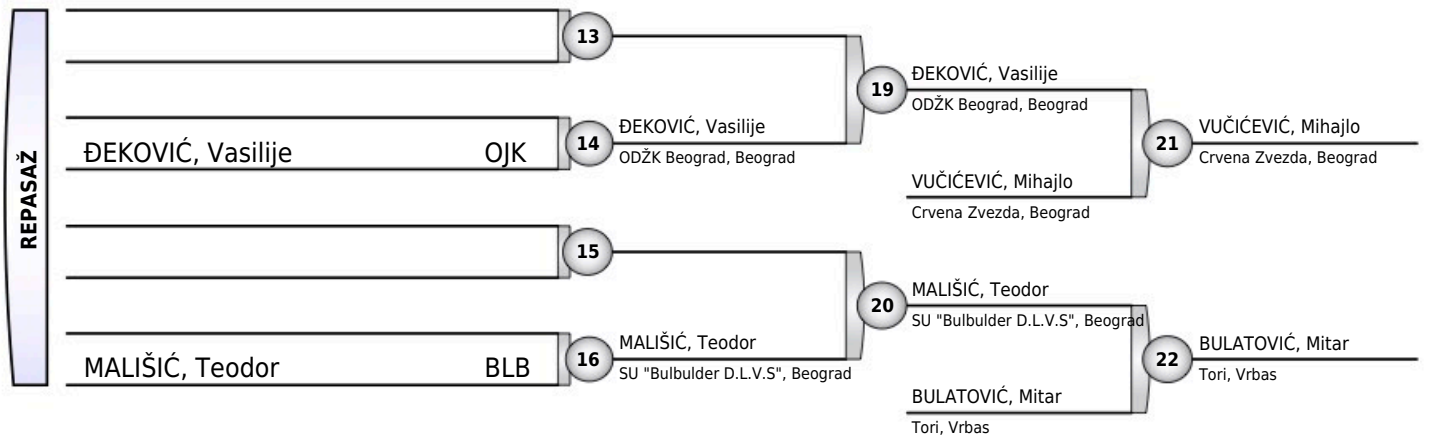 REPASAŽ
13
19
ĐEKOVIĆ, Vasilije
ODŽK Beograd, Beograd
ĐEKOVIĆ, Vasilije OJK
14
ĐEKOVIĆ, Vasilije
ODŽK Beograd, Beograd
21
VUČIĆEVIĆ, Mihajlo
Crvena Zvezda, Beograd
VUČIĆEVIĆ, Mihajlo
Crvena Zvezda, Beograd
15
20
MALIŠIĆ, Teodor
SU "Bulbulder D.L.V.S", Beograd
MALIŠIĆ, Teodor BLB
16
MALIŠIĆ, Teodor
SU "Bulbulder D.L.V.S", Beograd
22
BULATOVIĆ, Mitar
Tori, Vrbas
BULATOVIĆ, Mitar
Tori, Vrbas